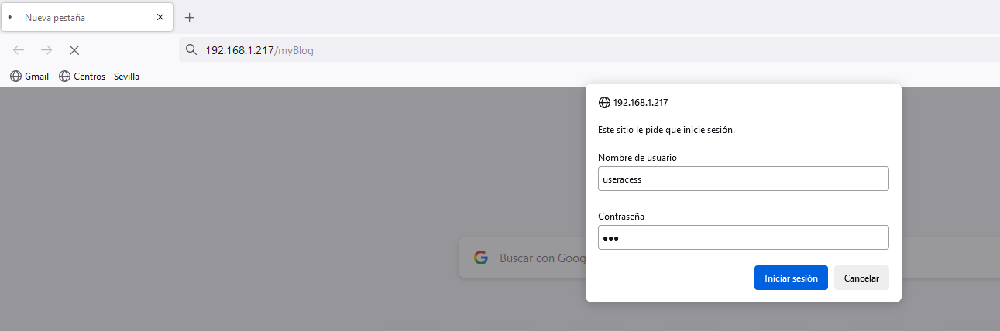 Nueva pestaña
192.168.1.217/myBlog
Gmail Centros - Sevilla
192.168.1.217
Este sitio le pide que inicie sesión.
Nombre de usuario
useracess
Contraseña
•••
Buscar con Goog
Iniciar sesión Cancelar